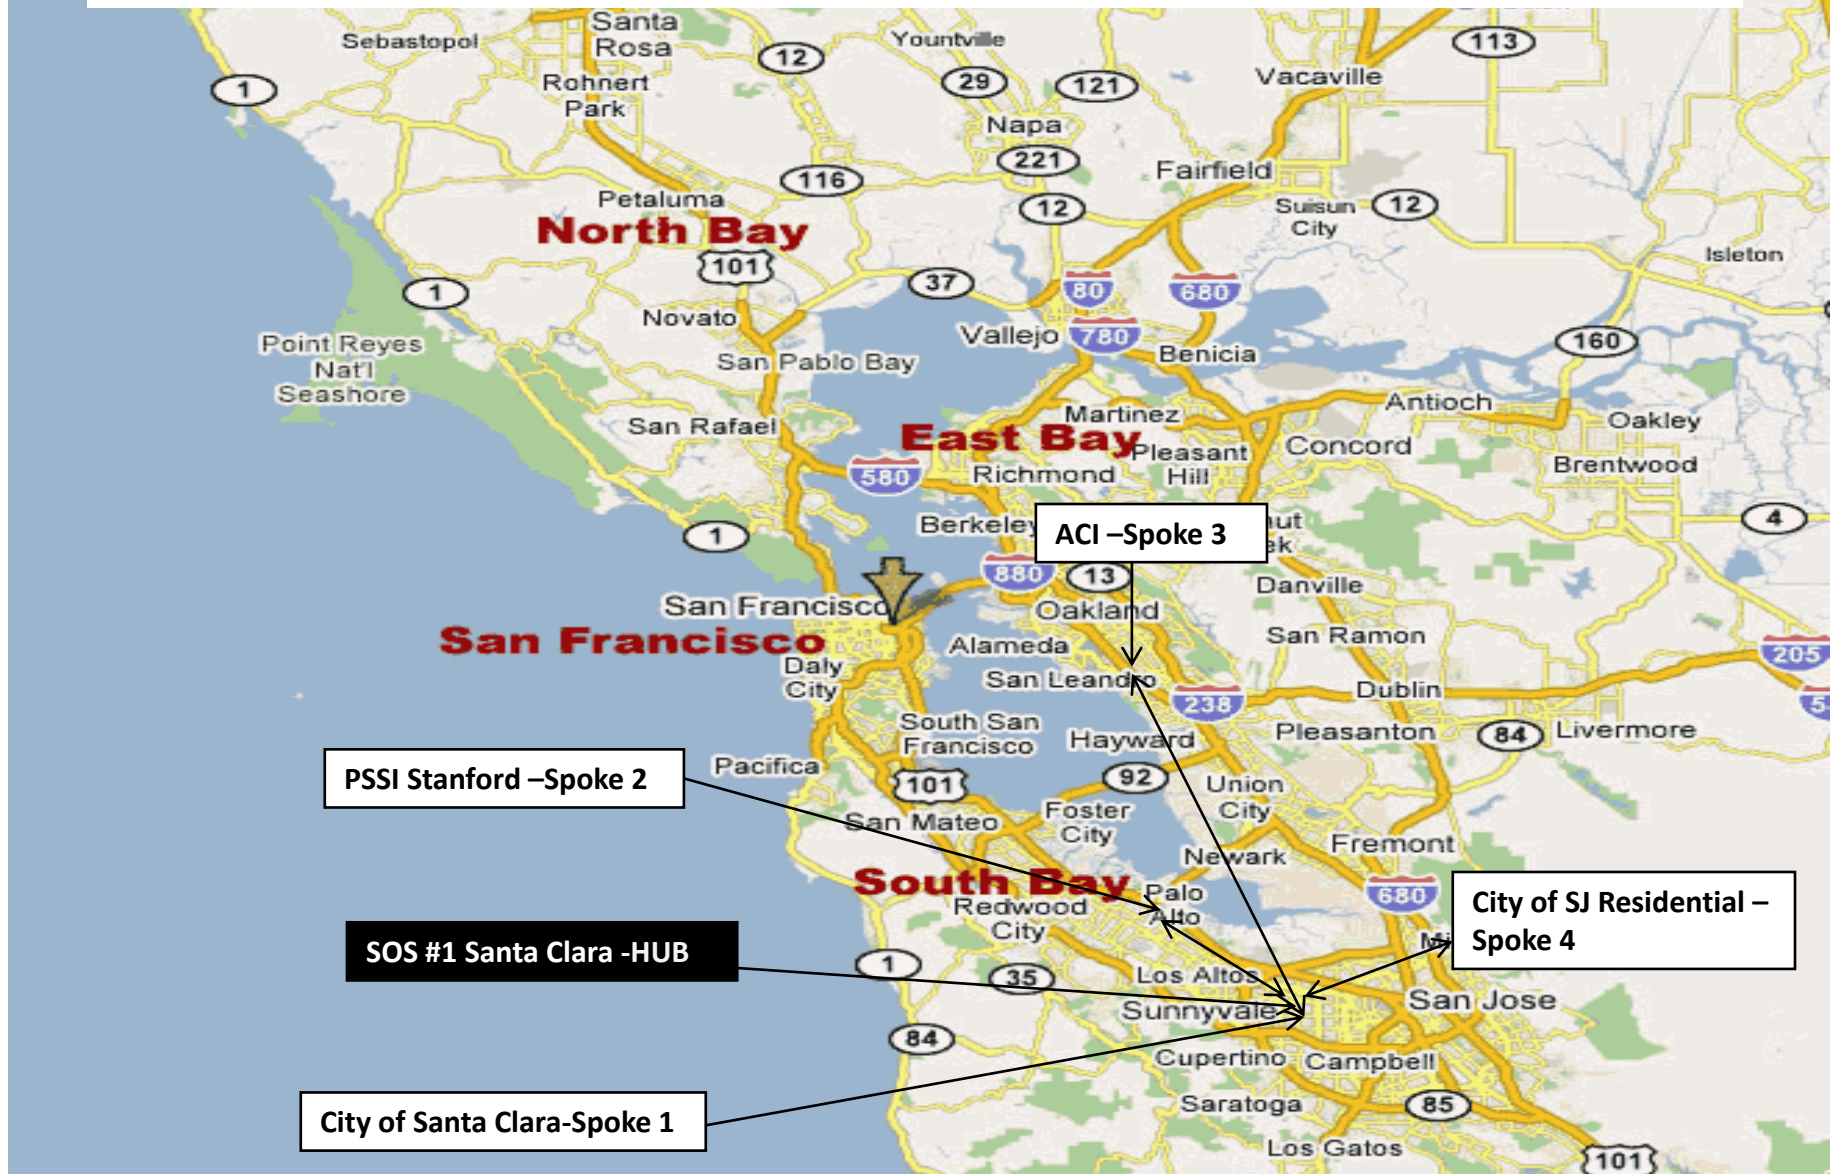 Santa
Rosa
Sebastopol
Yountville
113
12
1
Rohnert
Park
29
121
Vacaville
Napa
221
116
Fairfield
Petaluma
12
Suisun
City
12
North Bay
101
Isleton
1
37
80
680
Novato
Vallejo
780
160
Point Reyes
Nat'l
Seashore
San Pablo Bay
Benicia
Martinez
Antioch
San Rafael
East Bay
Oakley
Pleasant
Hill
Concord
580
Richmond
Brentwood
1
Berkeley
ACI –Spoke 3
4
880
13
Danville
San Francisco
Oakland
San Francisco
Alameda
San Ramon
205
Daly
City
San Leandro
238
Dublin
South San
Francisco
Hayward
Pleasanton
84
Livermore
PSSI Stanford –Spoke 2
Pacifica
101
92
Union
City
San Mateo
Foster
City
Newark
Fremont
South Bay
Palo
Alto
680
City of SJ Residential –
Spoke 4
Redwood
City
SOS #1 Santa Clara -HUB
1
35
Los Altos
Sunnyvale
San Jose
84
Cupertino
Campbell
City of Santa Clara-Spoke 1
Saratoga
85
Los Gatos
101